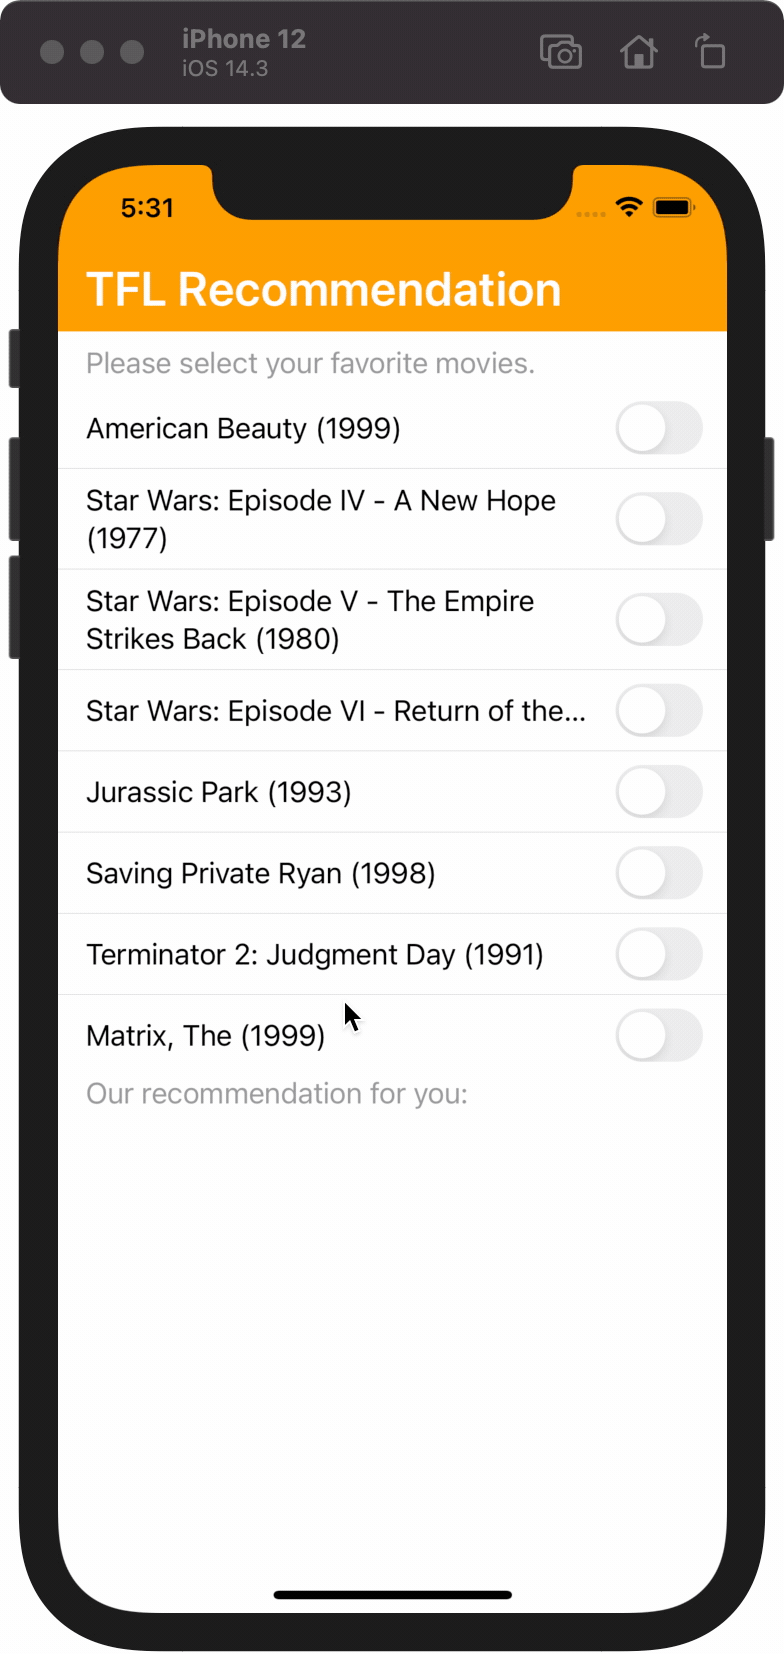 iPhone 12
iOS 14.3
5:31
TFL Recommendation
Please select your favorite movies.
American Beauty (1999)
Star Wars: Episode IV - A New Hope
(1977)
Star Wars: Episode V - The Empire
Strikes Back (1980)
Star Wars: Episode VI - Return of the...
Jurassic Park (1993)
Saving Private Ryan (1998)
Terminator 2: Judgment Day (1991)
Matrix, The (1999)
Our recommendation for you: